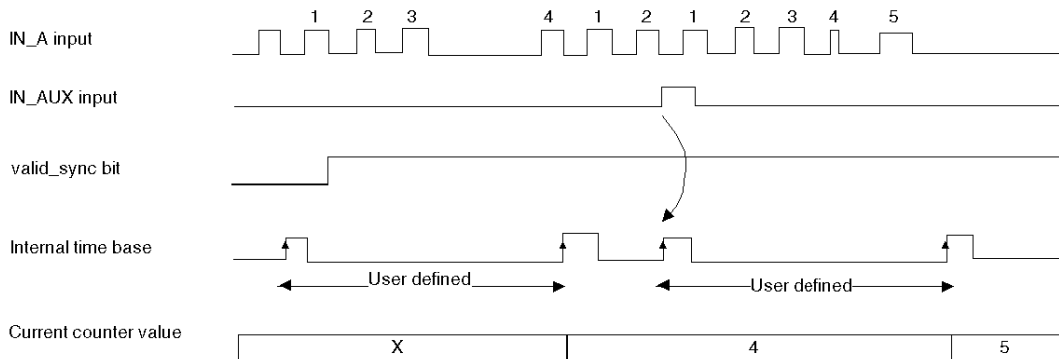 1 2 3 4 1 2 1 2 3 4 5
IN_A input
IN_AUX input
valid_sync bit
Internal time base
User defined User defined
Current counter value
X 4 5